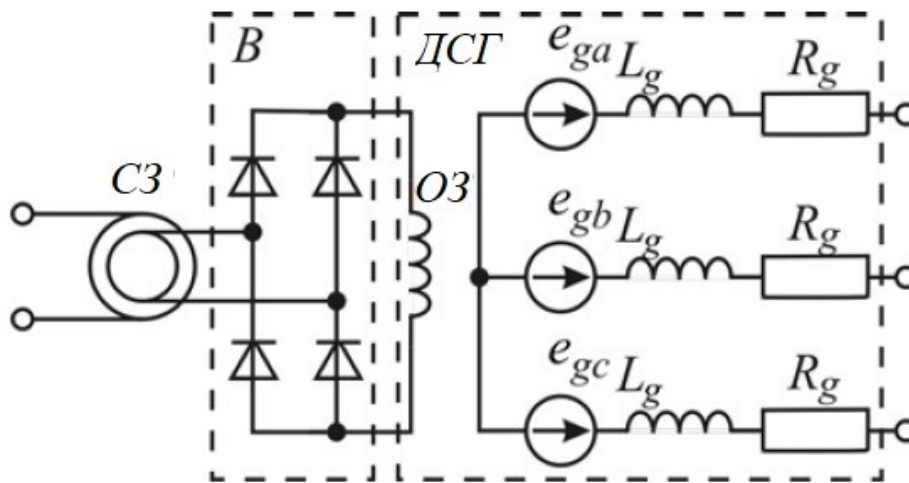 В
ДСГ
СЗ
ОЗ
e_ga L_g R_g
e_gb L_g R_g
e_gc L_g R_g